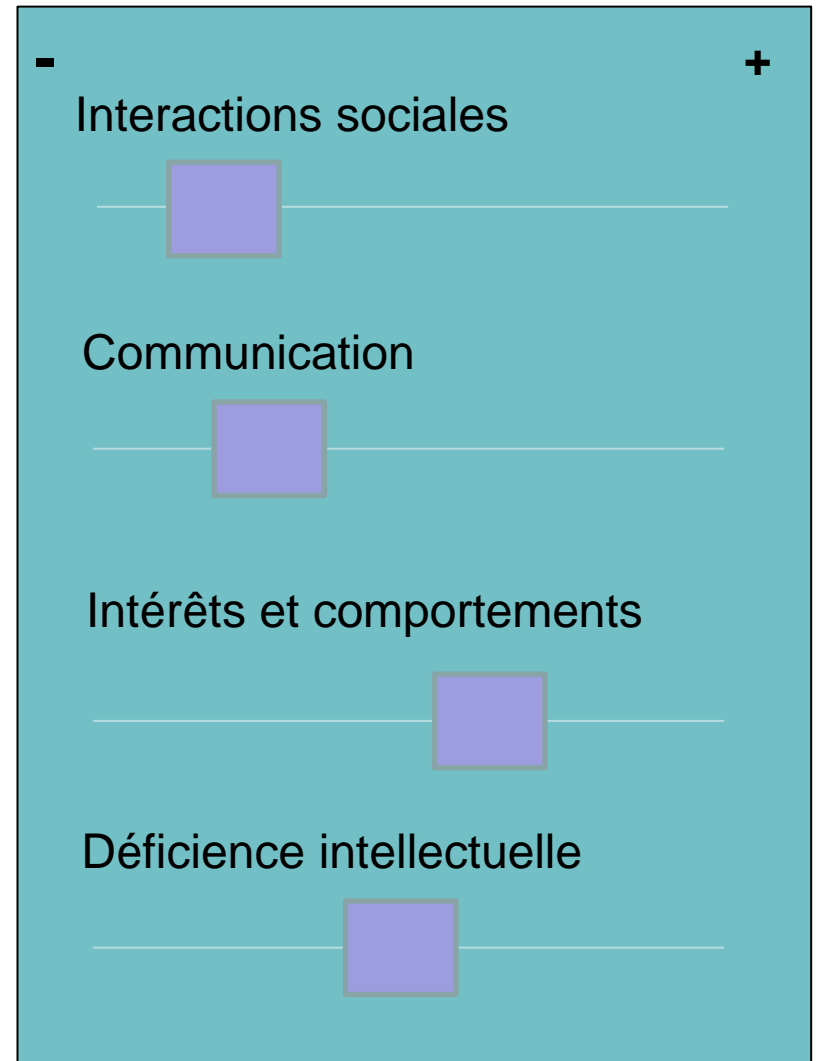 - +
Interactions sociales
Communication
Intérêts et comportements
Déficience intellectuelle